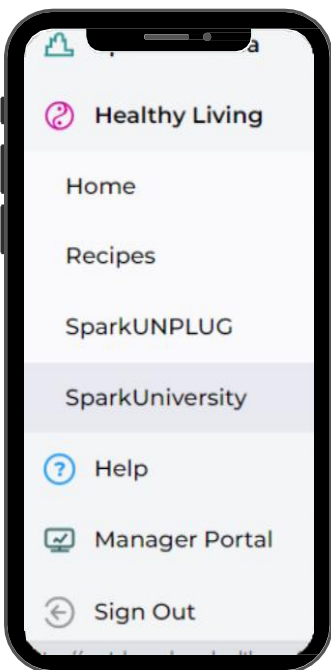 Healthy Living
Home
Recipes
SparkUNPLUG
SparkUniversity
Help
Manager Portal
Sign Out